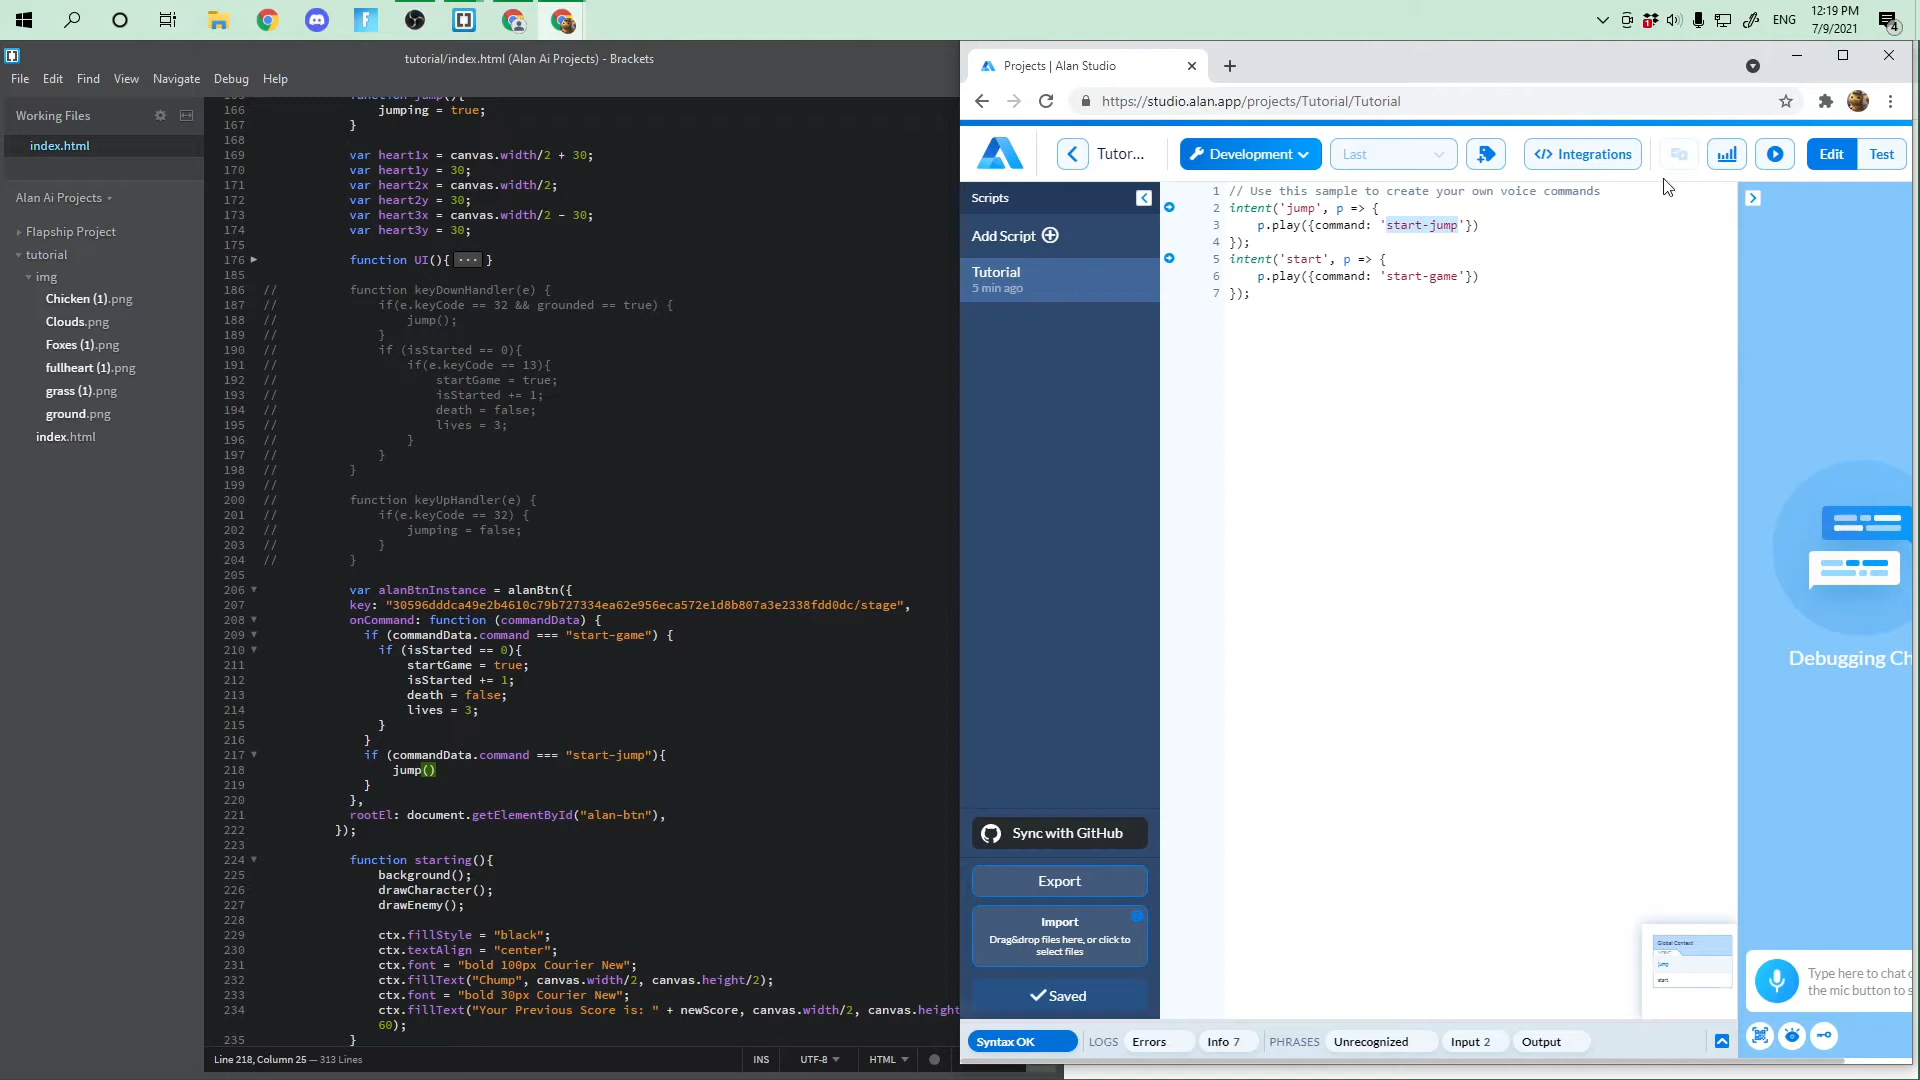 ENG
12:19 PM
7/9/2021
4
tutorial/index.html (Alan Ai Projects) - Brackets
File Edit Find View Navigate Debug Help
Working Files
index.html
Alan Ai Projects
Flapship Project
tutorial
img
Chicken (1).png
Clouds.png
Foxes (1).png
fullheart (1).png
grass (1).png
ground.png
index.html
166 jumping = true;
167 }
168
169 var heart1x = canvas.width/2 + 30;
170 var heart1y = 30;
171 var heart2x = canvas.width/2;
172 var heart2y = 30;
173 var heart3x = canvas.width/2 - 30;
174 var heart3y = 30;
175
176 function UI(){ ... }
185
186 // function keyDownHandler(e) {
187 // if(e.keyCode == 32 && grounded == true) {
188 // jump();
189 // }
190 // if (isStarted == 0){
191 // if(e.keyCode == 13){
192 // startGame = true;
193 // isStarted += 1;
194 // death = false;
195 // lives = 3;
196 // }
197 // }
198 // }
199 //
200 // function keyUpHandler(e) {
201 // if(e.keyCode == 32) {
202 // jumping = false;
203 // }
204 // }
205
206 var alanBtnInstance = alanBtn({
207 key: "30596dddca49e2b4610c79b727334ea62e956eca572e1d8b807a3e2338fdd0dc/stage",
208 onCommand: function (commandData) {
209 if (commandData.command === "start-game") {
210 if (isStarted == 0){
211 startGame = true;
212 isStarted += 1;
213 death = false;
214 lives = 3;
215 }
216 }
217 if (commandData.command === "start-jump"){
218 jump()
219 }
220 },
221 rootEl: document.getElementById("alan-btn"),
222 });
223
224 function starting(){
225 background();
226 drawCharacter();
227 drawEnemy();
228
229 ctx.fillStyle = "black";
230 ctx.textAlign = "center";
231 ctx.font = "bold 100px Courier New";
232 ctx.fillText("Chump", canvas.width/2, canvas.height/2);
233 ctx.font = "bold 30px Courier New";
234 ctx.fillText("Your Previous Score is: " + newScore, canvas.width/2, canvas.height
60);
235 }
Line 218, Column 25 — 313 Lines
INS UTF-8 HTML
Projects | Alan Studio
https://studio.alan.app/projects/Tutorial/Tutorial
Tutor... Development Last </> Integrations Edit Test
Scripts
Add Script
Tutorial
5 min ago
1 // Use this sample to create your own voice commands
2 intent('jump', p => {
3 p.play({command: 'start-jump'})
4 });
5 intent('start', p => {
6 p.play({command: 'start-game'})
7 });
Sync with GitHub
Export
Import
Drag&drop files here, or click to
select files
Saved
Debugging Ch
Global Context
jump
start
Type here to chat
the mic button to s
Syntax OK LOGS Errors Info 7 PHRASES Unrecognized Input 2 Output